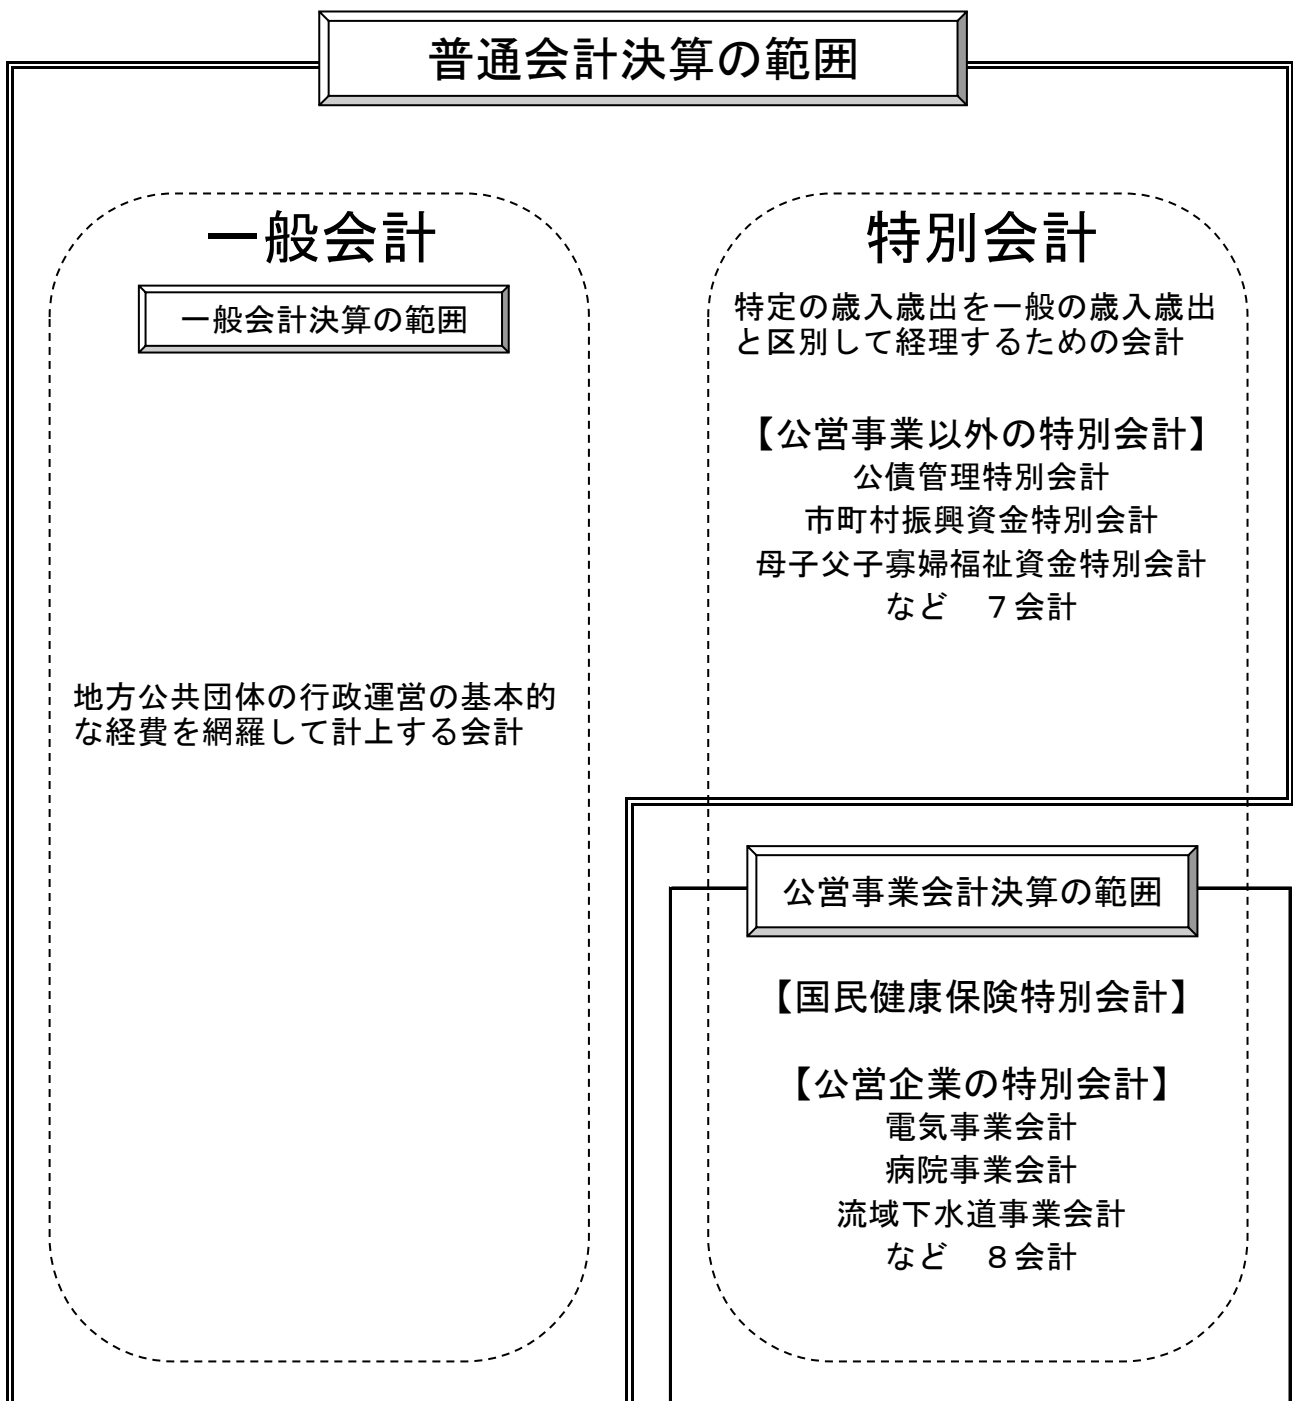 普通会計決算の範囲
一般会計
一般会計決算の範囲
地方公共団体の行政運営の基本的
な経費を網羅して計上する会計
特別会計
特定の歳入歳出を一般の歳入歳出
と区別して経理するための会計
【公営事業以外の特別会計】
公債管理特別会計
市町村振興資金特別会計
母子父子寡婦福祉資金特別会計
など　７会計
公営事業会計決算の範囲
【国民健康保険特別会計】
【公営企業の特別会計】
電気事業会計
病院事業会計
流域下水道事業会計
など　８会計